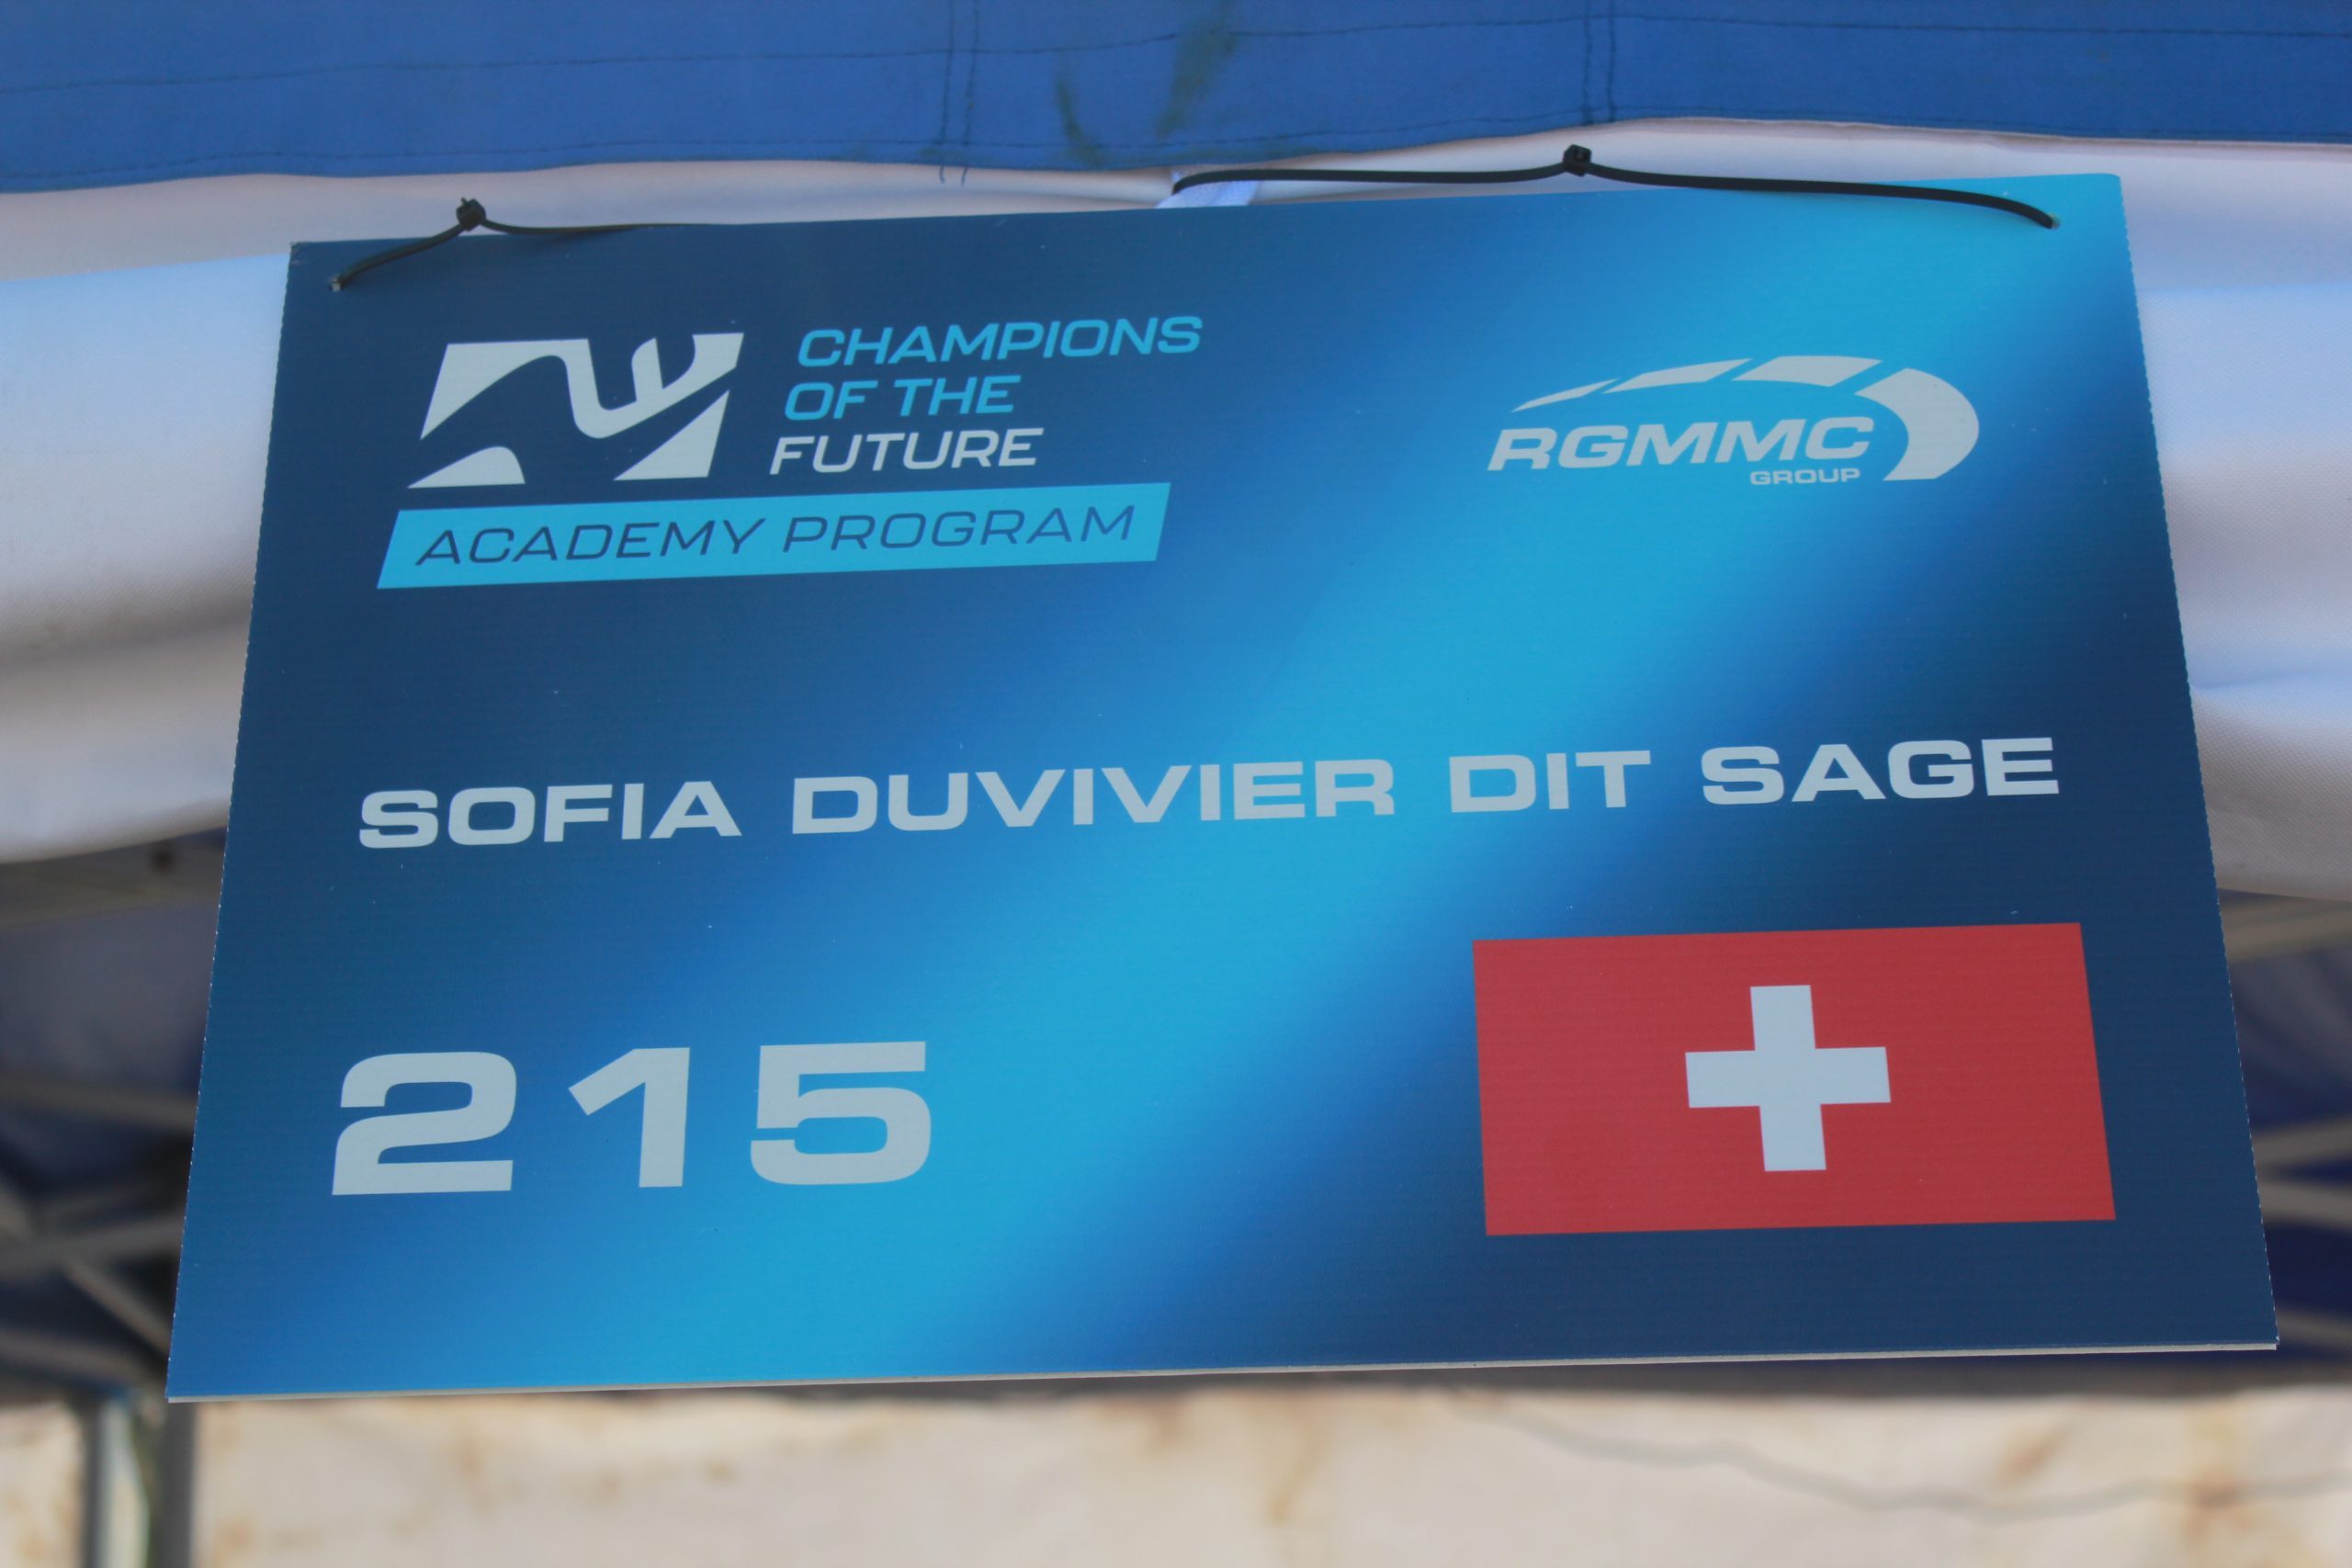 CHAMPIONS
OF THE
FUTURE
ACADEMY PROGRAM
RGMMC
GROUP
SOFIA DUVIVIER DIT SAGE
215